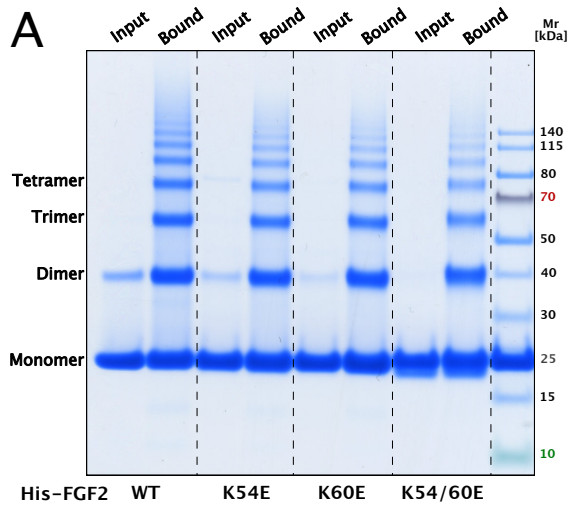 A
Input Bound Input Bound Input Bound Input Bound
Mr
[kDa]
140
115
Tetramer 80
70
Trimer
50
Dimer 40
30
Monomer 25
15
10
His-FGF2 WT K54E K60E K54/60E